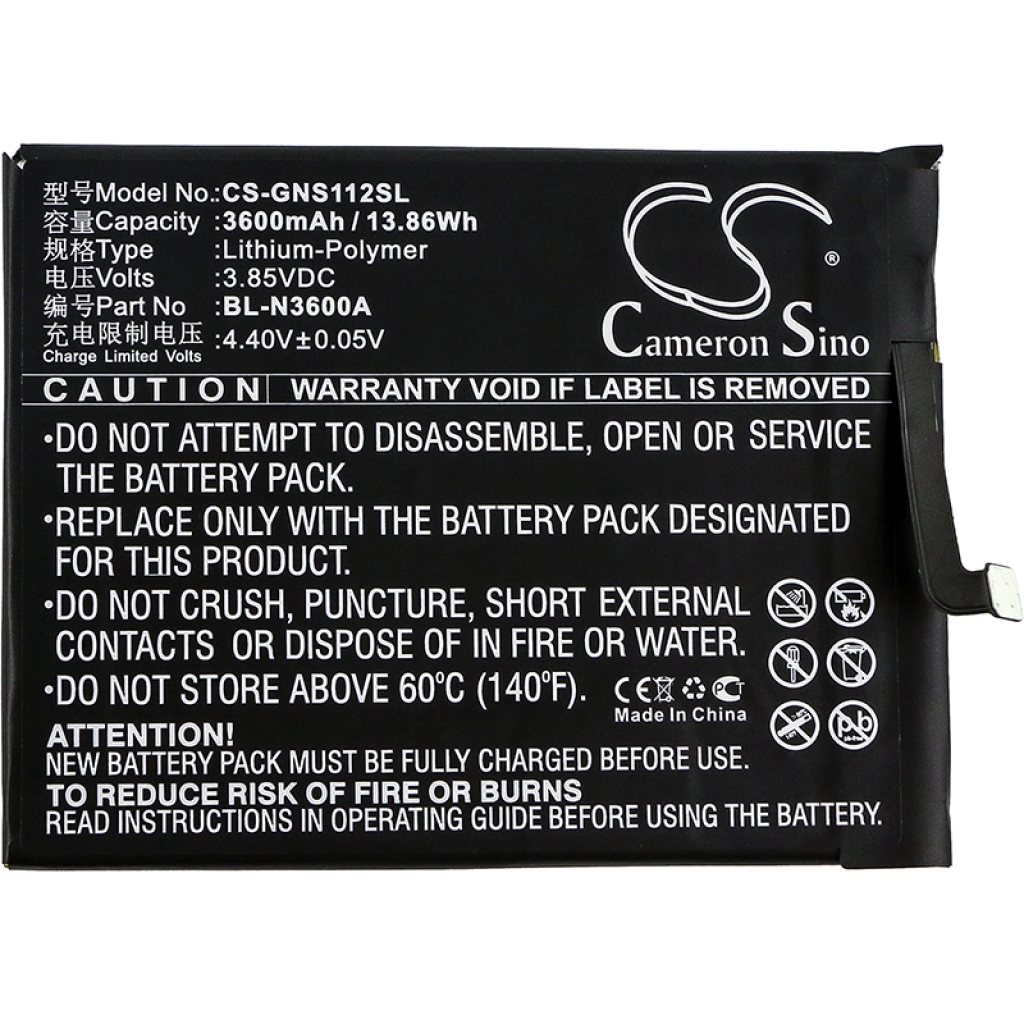 型号Model No.:CS-GNS112SL
容量Capacity :3600mAh / 13.86Wh
规格Type :Lithium-Polymer
电压Volts :3.85VDC
编号Part No :BL-N3600A
充电限制电压 :4.40V±0.05V
Charge Limited Volts
CS ®
Cameron Sino
CAUTION WARRANTY VOID IF LABEL IS REMOVED
•DO NOT ATTEMPT TO DISASSEMBLE, OPEN OR SERVICE
THE BATTERY PACK.
•REPLACE ONLY WITH THE BATTERY PACK DESIGNATED
FOR THIS PRODUCT.
•DO NOT CRUSH, PUNCTURE, SHORT EXTERNAL
CONTACTS OR DISPOSE OF IN FIRE OR WATER.
•DO NOT STORE ABOVE 60°C (140°F).
CE PCT
Made In China
Pb
ATTENTION!
NEW BATTERY PACK MUST BE FULLY CHARGED BEFORE USE.
TO REDUCE RISK OF FIRE OR BURNS
READ INSTRUCTIONS IN OPERATING GUIDE BEFORE USING THE BATTERY.